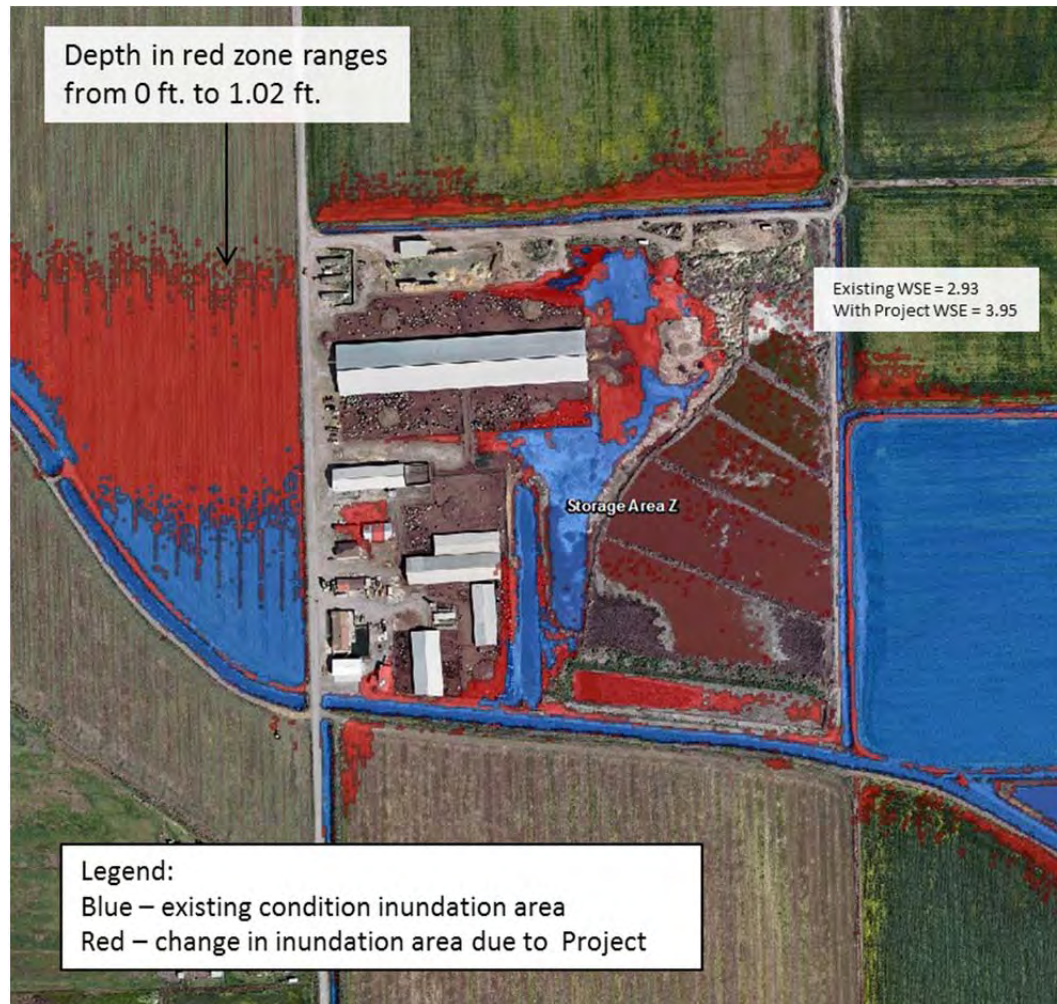 Depth in red zone ranges
from 0 ft. to 1.02 ft.
Existing WSE = 2.93
With Project WSE = 3.95
Storage Area Z
Legend:
Blue – existing condition inundation area
Red – change in inundation area due to  Project